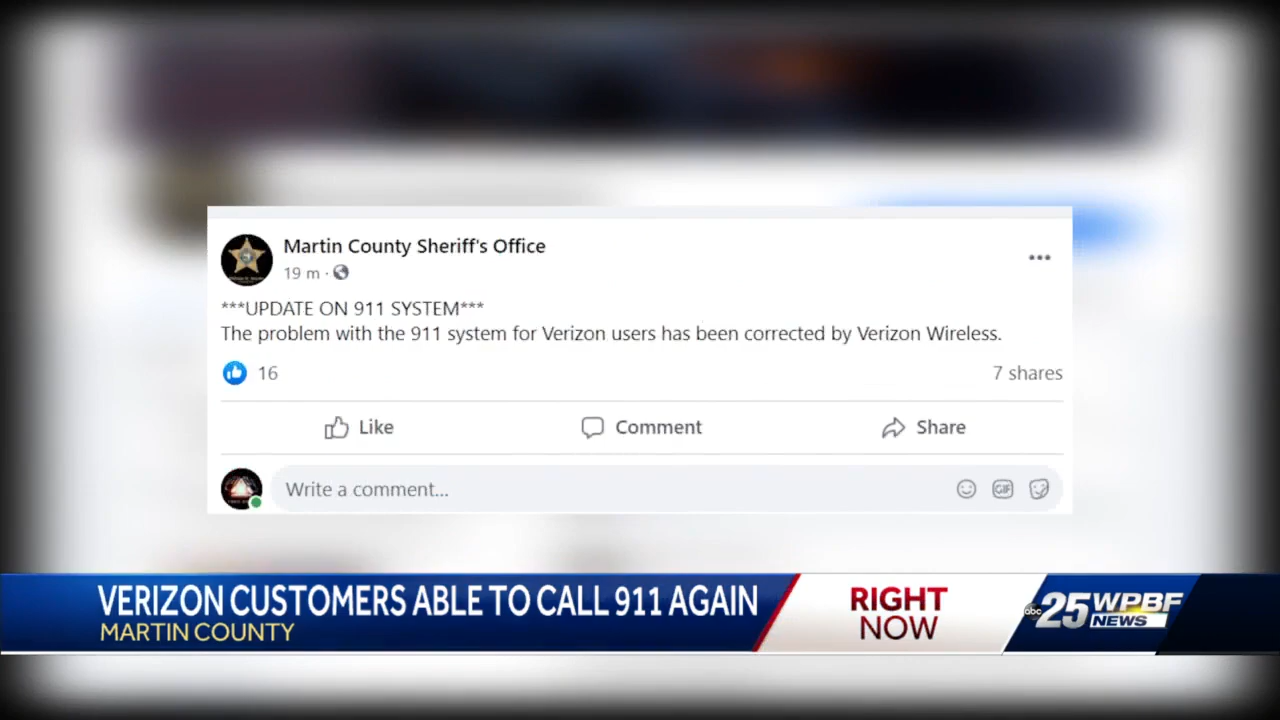 Martin County Sheriff's Office
19 m ·
***UPDATE ON 911 SYSTEM***
The problem with the 911 system for Verizon users has been corrected by Verizon Wireless.
16
7 shares
Like
Comment
Share
Write a comment...
GIF
VERIZON CUSTOMERS ABLE TO CALL 911 AGAIN
MARTIN COUNTY
RIGHT
NOW
abc 25 WPBF
NEWS